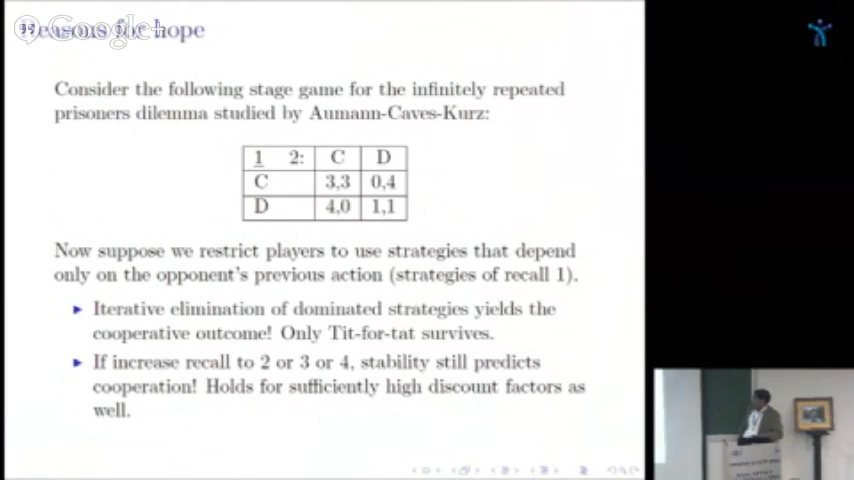 Reasons for hope
Google+
Consider the following stage game for the infinitely repeated
prisoners dilemma studied by Aumann-Caves-Kurz:
1 2: C D
C 3,3 0,4
D 4,0 1,1
Now suppose we restrict players to use strategies that depend
only on the opponent's previous action (strategies of recall 1).
► Iterative elimination of dominated strategies yields the
cooperative outcome! Only Tit-for-tat survives.
► If increase recall to 2 or 3 or 4, stability still predicts
cooperation! Holds for sufficiently high discount factors as
well.